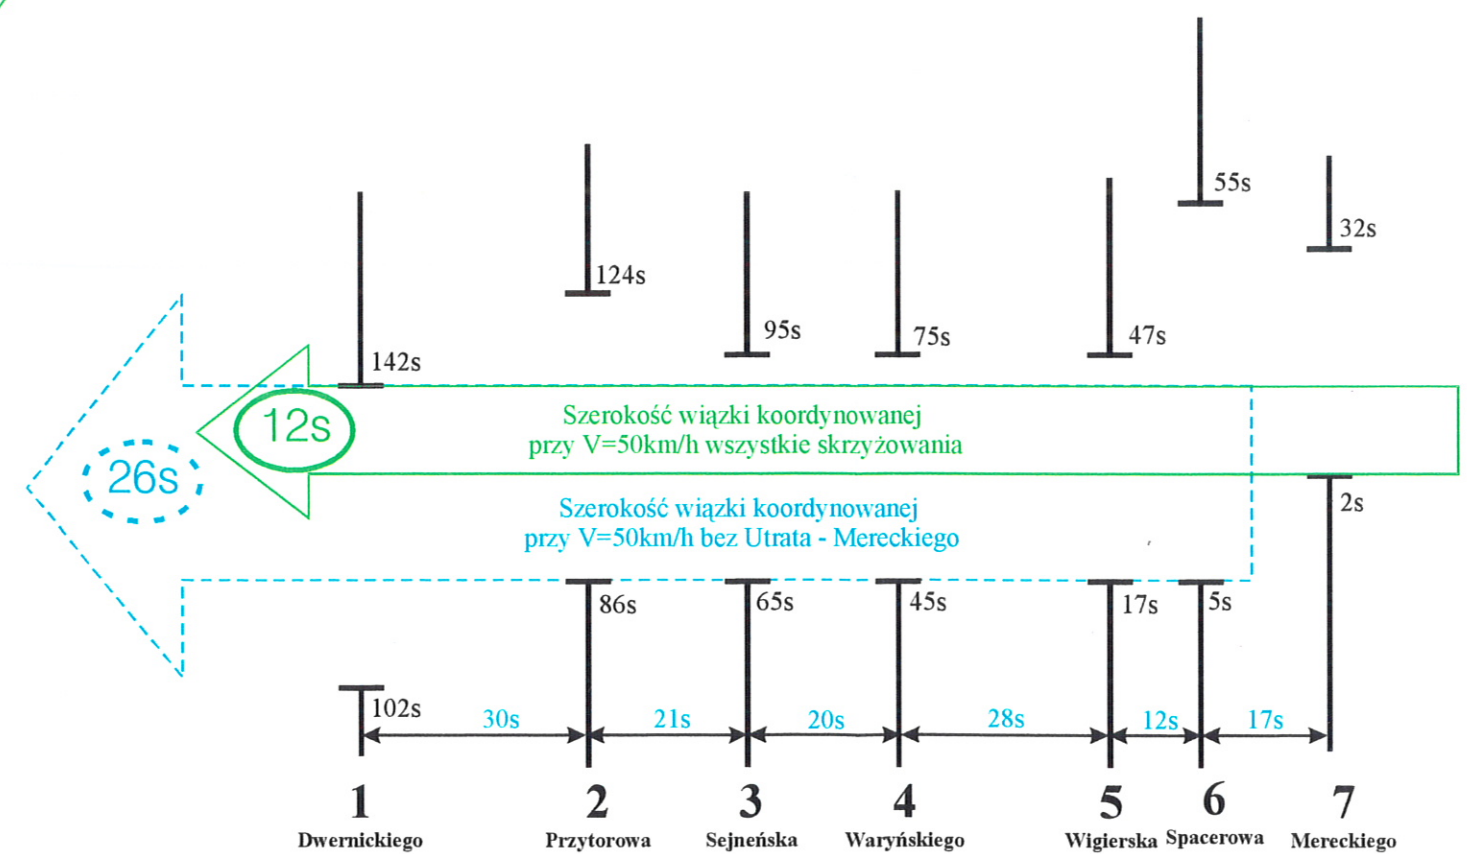 55s
32s
124s
95s
75s
47s
142s
12s
Szerokość wiązki koordynowanej
przy V=50km/h wszystkie skrzyżowania
26s
Szerokość wiązki koordynowanej
przy V=50km/h bez Utrata - Mereckiego
2s
86s
65s
45s
17s
5s
102s
30s
21s
20s
28s
12s
17s
1
2
3
4
5
6
7
Dwernickiego
Przytorowa
Sejneńska
Waryńskiego
Wigierska
Spacerowa
Mereckiego